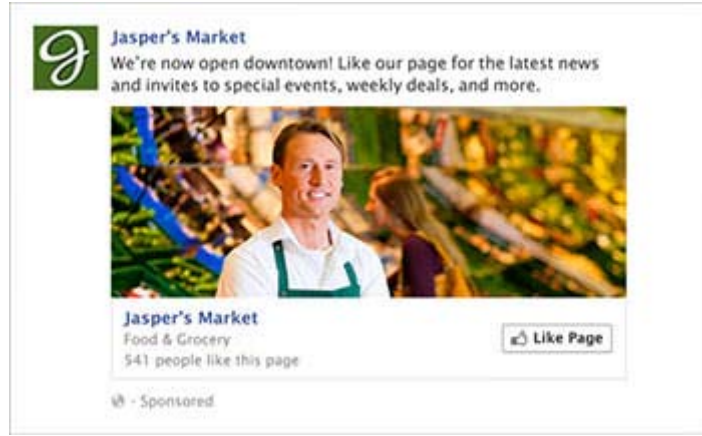 Jasper's Market
We're now open downtown! Like our page for the latest news
and invites to special events, weekly deals, and more.
Jasper's Market
Food & Grocery
Like Page
541 people like this page
- Sponsored